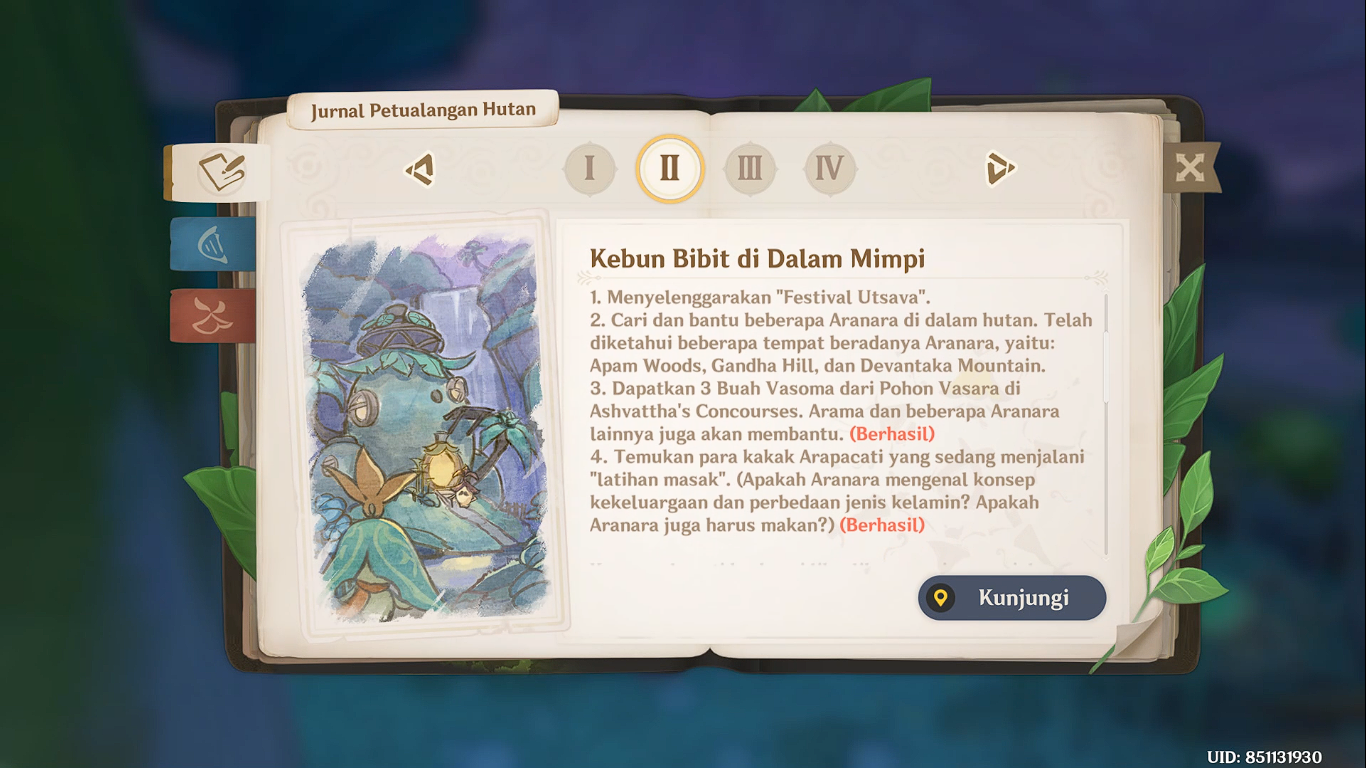 Jurnal Petualangan Hutan
I
II
III
IV
Kebun Bibit di Dalam Mimpi
1. Menyelenggarakan "Festival Utsava".
2. Cari dan bantu beberapa Aranara di dalam hutan. Telah
diketahui beberapa tempat beradanya Aranara, yaitu:
Apam Woods, Gandha Hill, dan Devantaka Mountain.
3. Dapatkan 3 Buah Vasoma dari Pohon Vasara di
Ashvattha's Concourses. Arama dan beberapa Aranara
lainnya juga akan membantu. (Berhasil)
4. Temukan para kakak Arapacati yang sedang menjalani
"latihan masak". (Apakah Aranara mengenal konsep
kekeluargaan dan perbedaan jenis kelamin? Apakah
Aranara juga harus makan?) (Berhasil)
Kunjungi
UID: 851131930